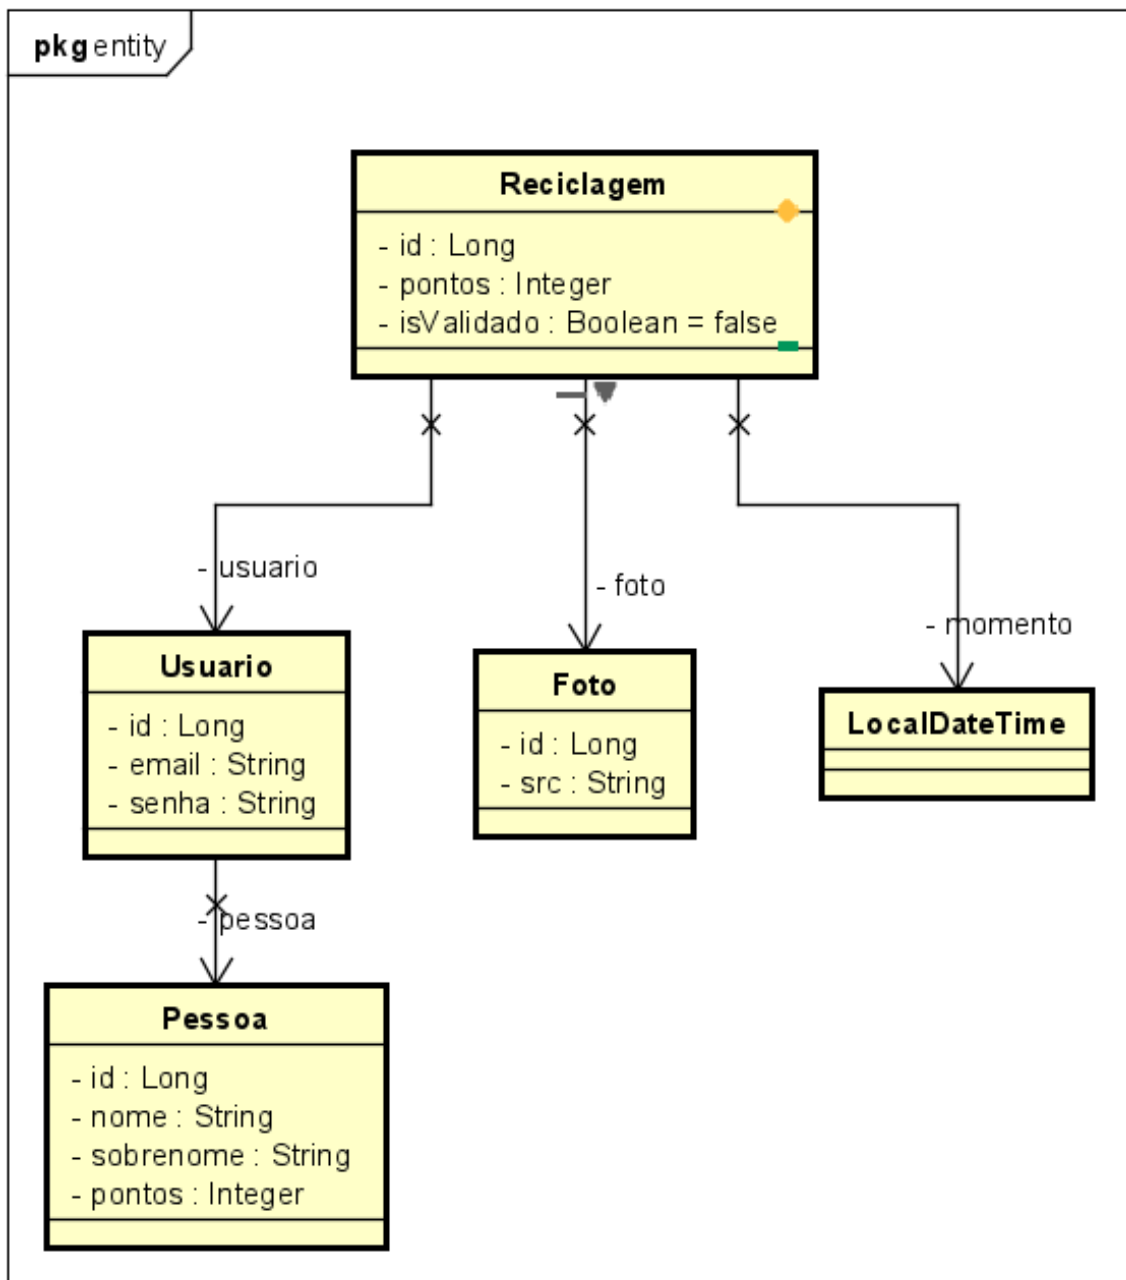 pkg entity
Reciclagem
- id : Long
- pontos : Integer
- isValidado : Boolean = false
- usuario
- foto
- momento
Usuario
- id : Long
- email : String
- senha : String
Foto
- id : Long
- src : String
LocalDateTime
- pessoa
Pessoa
- id : Long
- nome : String
- sobrenome : String
- pontos : Integer